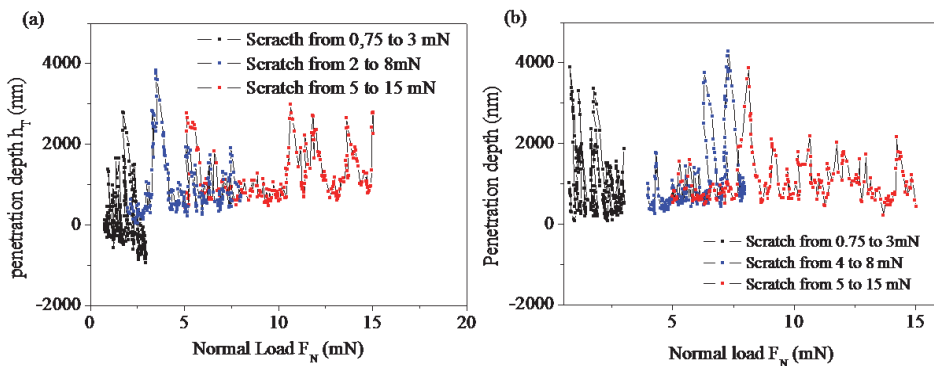 (a)
Scracth from 0,75 to 3 mN
Scratch from 2 to 8mN
Scratch from 5 to 15 mN
penetration depth h_T (nm)
4000
2000
0
-2000
0
5
10
15
20
Normal Load F_N (mN)
(b)
Penetration depth (nm)
4000
2000
0
-2000
Scratch from 0.75 to 3mN
Scratch from 4 to 8 mN
Scratch from 5 to 15 mN
5
10
15
Normal load F_N (mN)